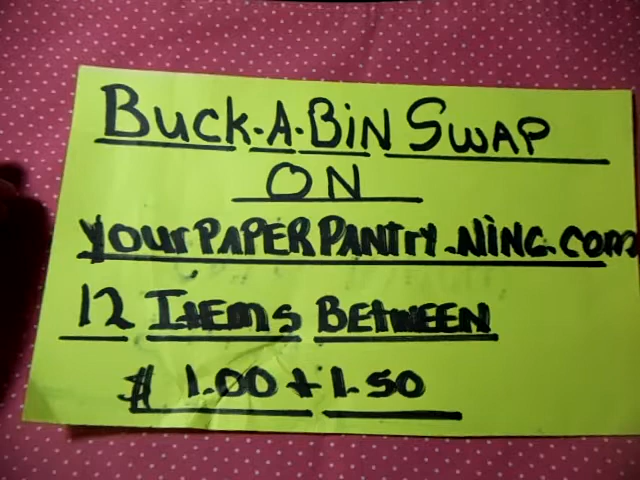 Buck-A-BiN SWAP
ON
yourPAPERPANtry.NiNG.com
12 ItEms BEtWEEN
$ 1.00 + 1.50